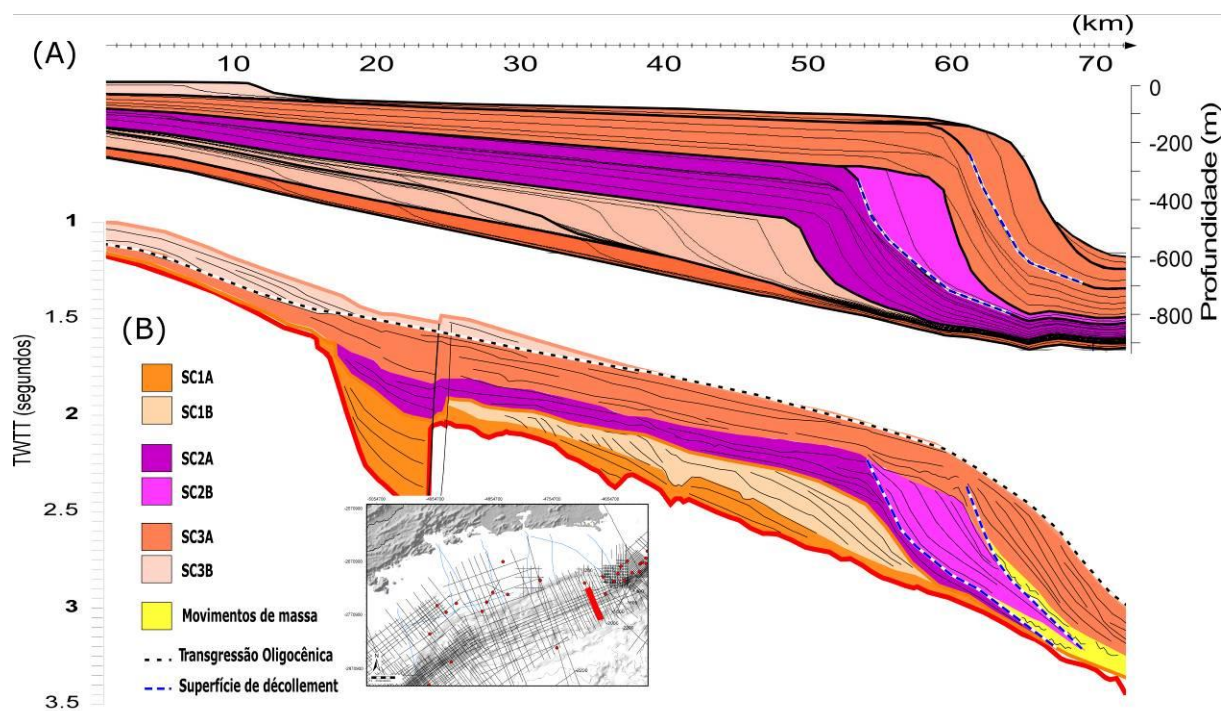 (km)
(A)
10 20 30 40 50 60 70
0
-200
-400
-600
-800
Profundidade (m)
1
1.5
2
2.5
3
3.5
TWTT (segundos)
(B)
SC1A
SC1B
SC2A
SC2B
SC3A
SC3B
Movimentos de massa
Transgressão Oligocênica
Superfície de décollement
N